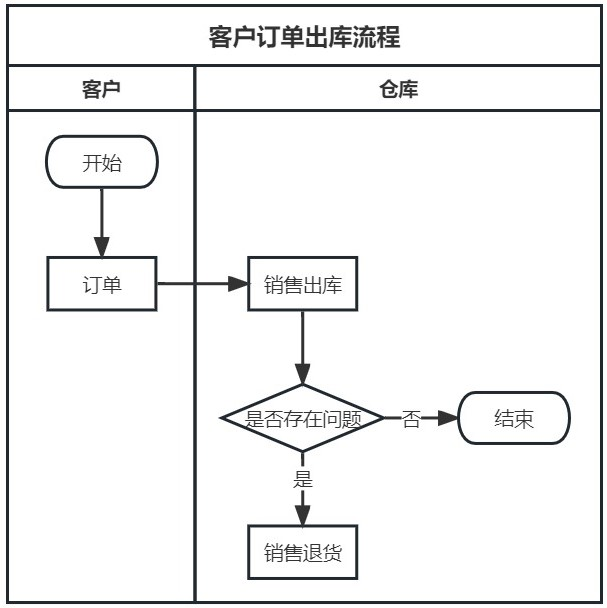 客户订单出库流程
客户
仓库
开始
订单
销售出库
是否存在问题
否
结束
是
销售退货